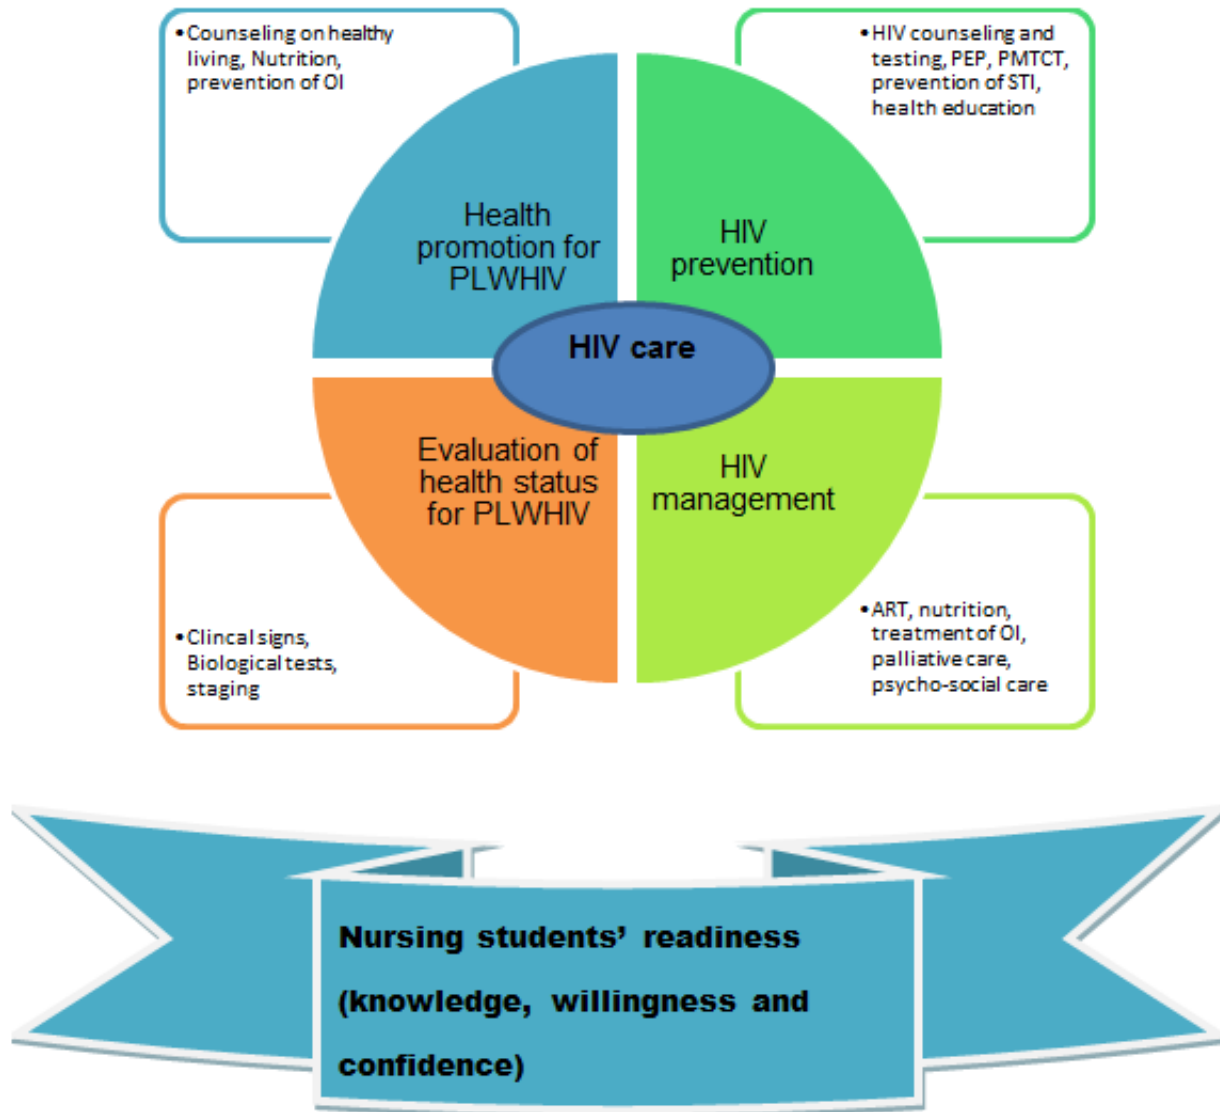 •Counseling on healthy
living, Nutrition,
prevention of OI
•HIV counseling and
testing, PEP, PMTCT,
prevention of STI,
health education
Health
promotion for
PLWHIV
HIV
prevention
HIV care
Evaluation of
health status
for PLWHIV
HIV
management
•Clincal signs,
Biological tests,
staging
•ART, nutrition,
treatment of OI,
palliative care,
psycho-social care
Nursing students’ readiness
(knowledge, willingness and
confidence)